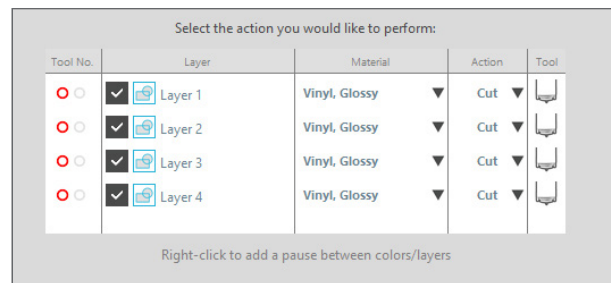 Select the action you would like to perform:
Tool No. Layer Material Action Tool
Layer 1 Vinyl, Glossy Cut
Layer 2 Vinyl, Glossy Cut
Layer 3 Vinyl, Glossy Cut
Layer 4 Vinyl, Glossy Cut
Right-click to add a pause between colors/layers